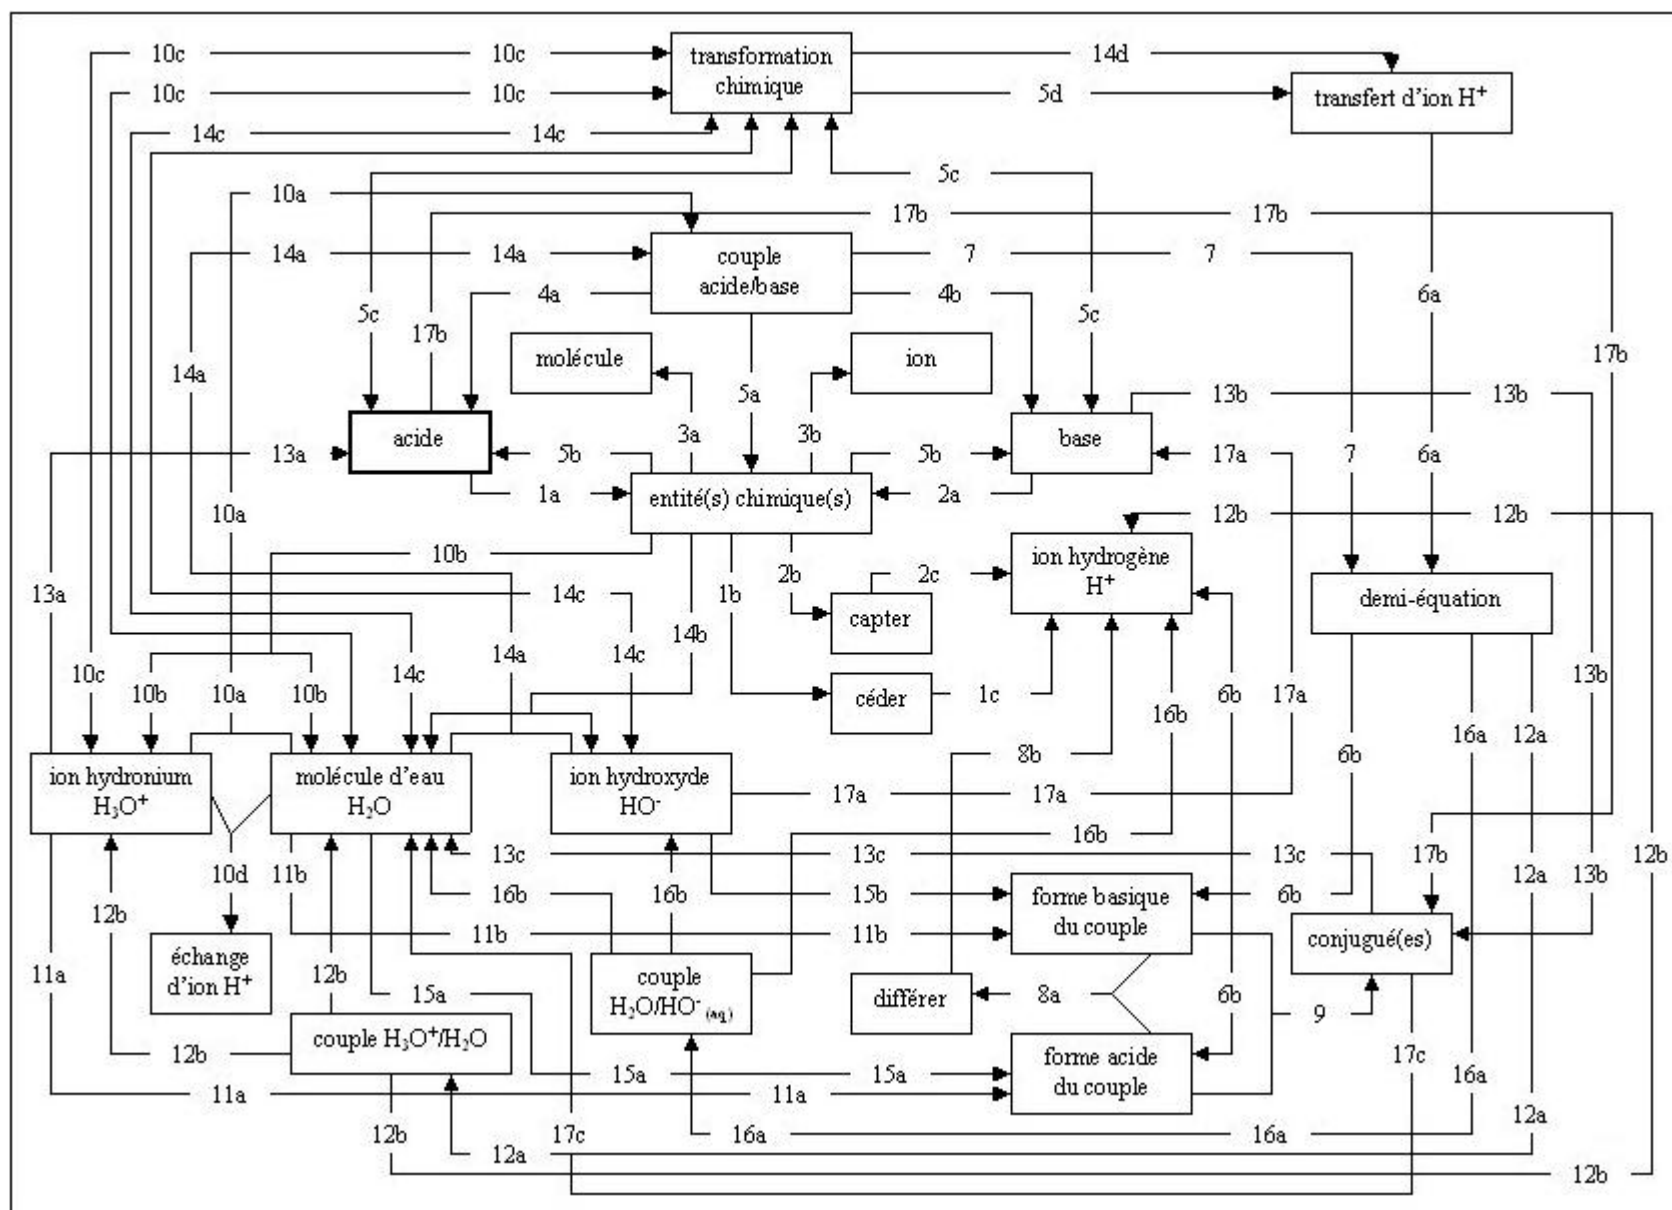 10c 10c transformation chimique 14d
10c 10c 5d transfert d'ion H⁺
14c 14c
5c
10a 17b 17b
14a 14a couple acide/base 7 7
4a 4b 6a
5c 17b 5c
14a molécule ion 17b
5a
13a acide 3a 3b base 13b 13b
5b 5b 17a 7 6a
1a entité(s) chimique(s) 2a
10a 12b 12b
10b ion hydrogène H⁺
13a 14c 1b 2b 2c demi-équation
14b capter
10c 14c 14a 14c 13b
10b 10a 10b céder 1c 6b 17a
16b 16a 12a
ion hydronium H₃O⁺ molécule d'eau H₂O ion hydroxyde HO⁻ 8b 6b
17a 17a
16b
13c 13c 17b 12b
10d 11b 16b 16b 15b forme basique du couple 6b 12a 13b
12b
échange d'ion H⁺ 11b 11b conjugué(es)
11a 12b 15a couple H₂O/HO⁻ (aq) différer 8a 6b 9
couple H₃O⁺/H₂O
12b forme acide du couple 17c
15a 15a 16a
11a 11a 12a
12b 17c 16a 16a
12a
12b